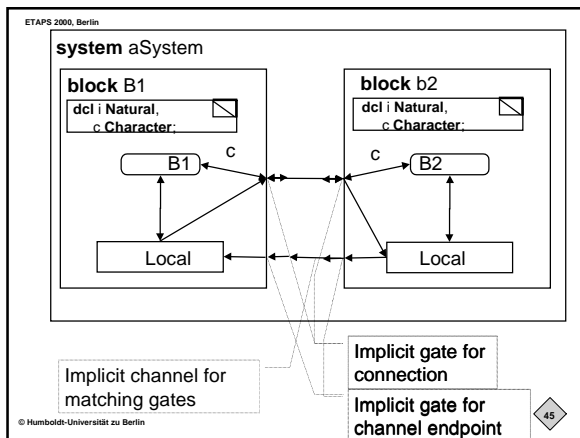 ETAPS 2000, Berlin
system aSystem
block B1
dcl i Natural,
c Character;
c
B1
Local
block b2
dcl i Natural,
c Character;
c
B2
Local
Implicit channel for
matching gates
Implicit gate for
connection
Implicit gate for
channel endpoint
© Humboldt-Universität zu Berlin
45